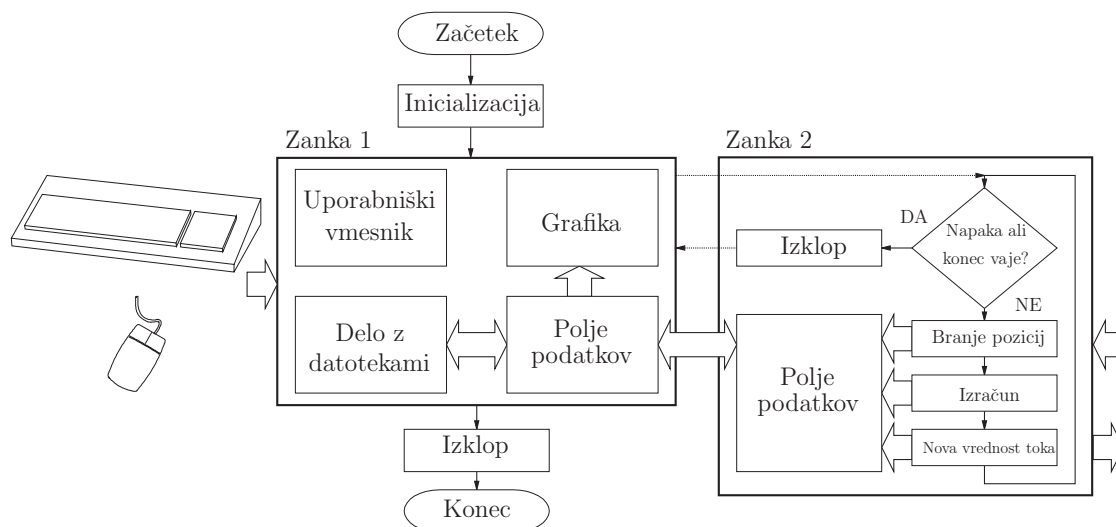 Začetek
Inicializacija
Zanka 1
Uporabniški
vmesnik
Grafika
Delo z
datotekami
Polje
podatkov
Izklop
Konec
Zanka 2
DA
Napaka ali
konec vaje?
Izklop
NE
Polje
podatkov
Branje pozicij
Izračun
Nova vrednost toka